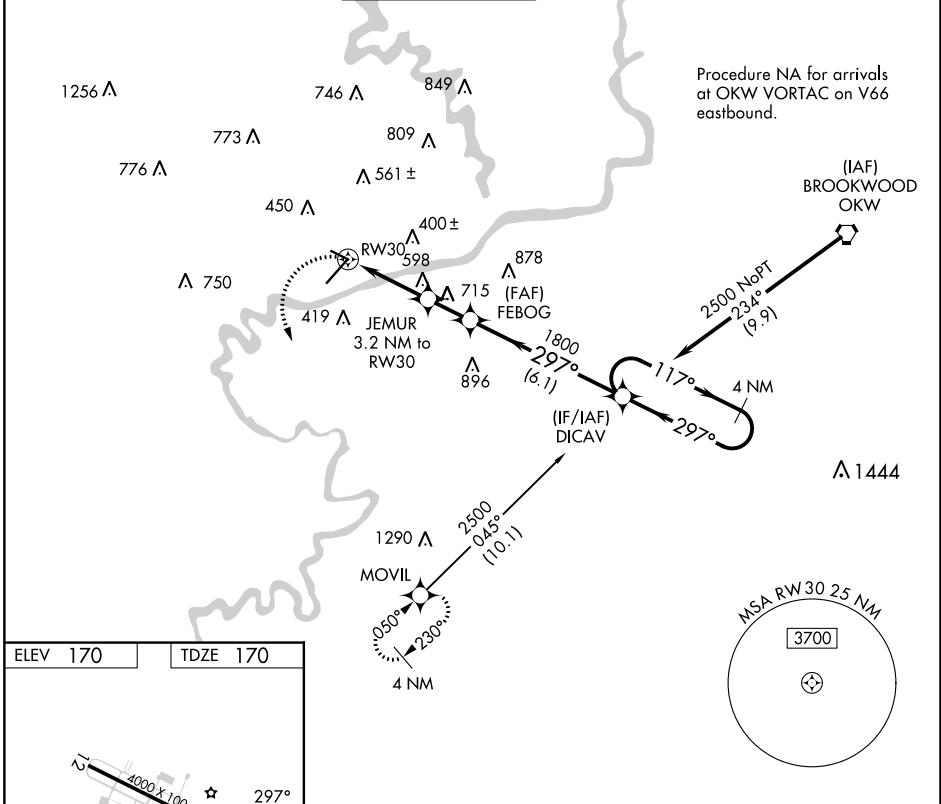 1256
746
849
Procedure NA for arrivals
at OKW VORTAC on V66
eastbound.
773
809
776
561 ±
(IAF)
BROOKWOOD
OKW
450
400 ±
RW30
598
878
750
715
(FAF)
FEBOG
2500 NoPT
234°
(9.9)
419
JEMUR
3.2 NM to
RW30
1800
297°
(6.1)
896
117°
4 NM
(IF/IAF)
DICAV
297°
1444
2500
045°
(10.1)
1290
MOVIL
050°
230°
4 NM
MSA RW30 25 NM
3700
ELEV 170
TDZE 170
12
4000 X 100
297°